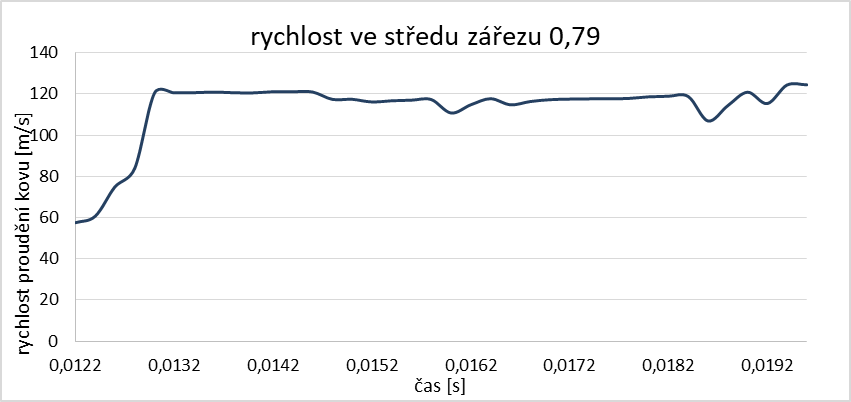 rychlost ve středu zářezu 0,79
rychlost proudění kovu [m/s]
140
120
100
80
60
40
20
0
0,0122 0,0132 0,0142 0,0152 0,0162 0,0172 0,0182 0,0192
čas [s]